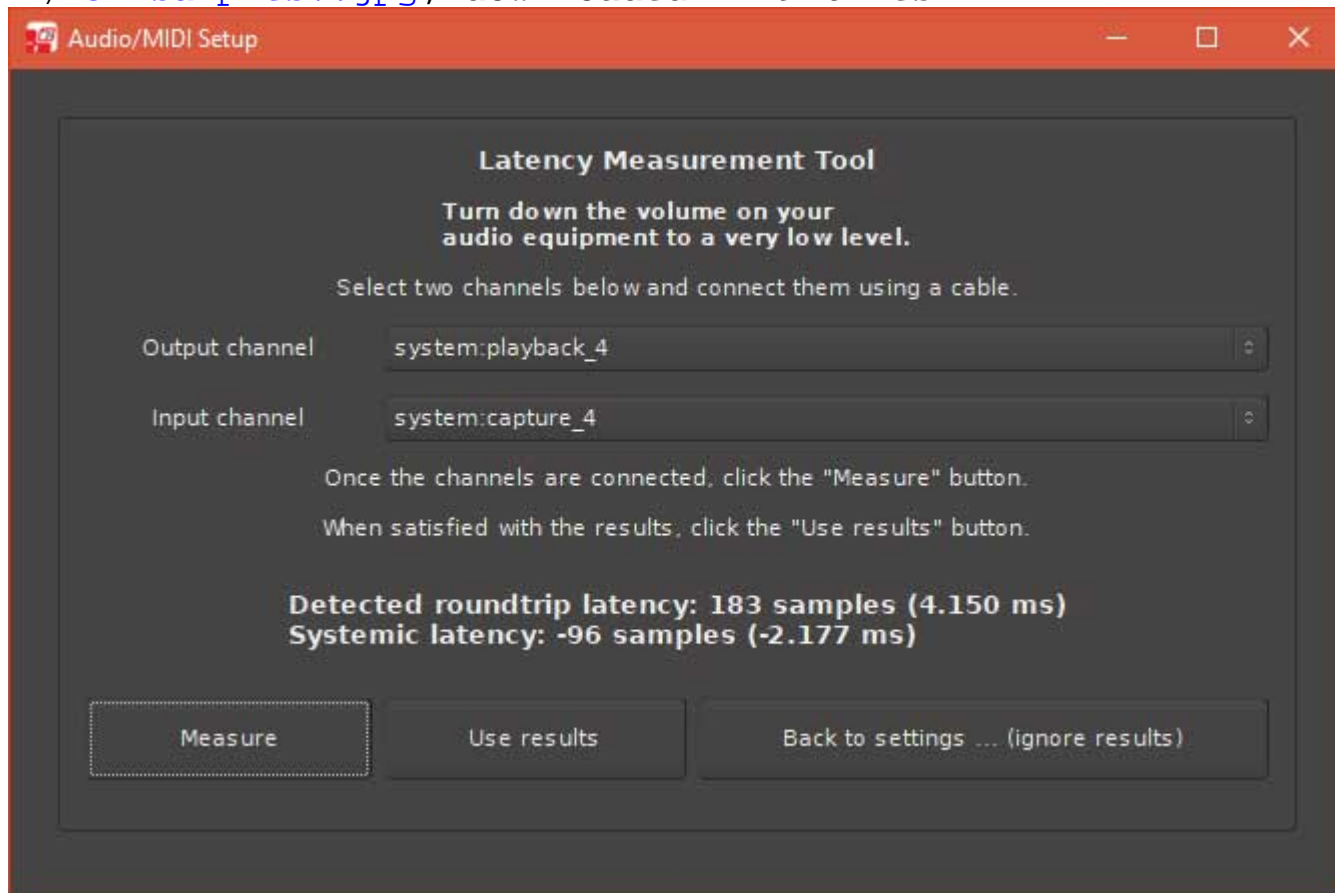 Audio/MIDI Setup
Latency Measurement Tool
Turn down the volume on your
audio equipment to a very low level.
Select two channels below and connect them using a cable.
Output channel system:playback_4
Input channel system:capture_4
Once the channels are connected, click the "Measure" button.
When satisfied with the results, click the "Use results" button.
Detected roundtrip latency: 183 samples (4.150 ms)
Systemic latency: -96 samples (-2.177 ms)
Measure Use results Back to settings ... (ignore results)